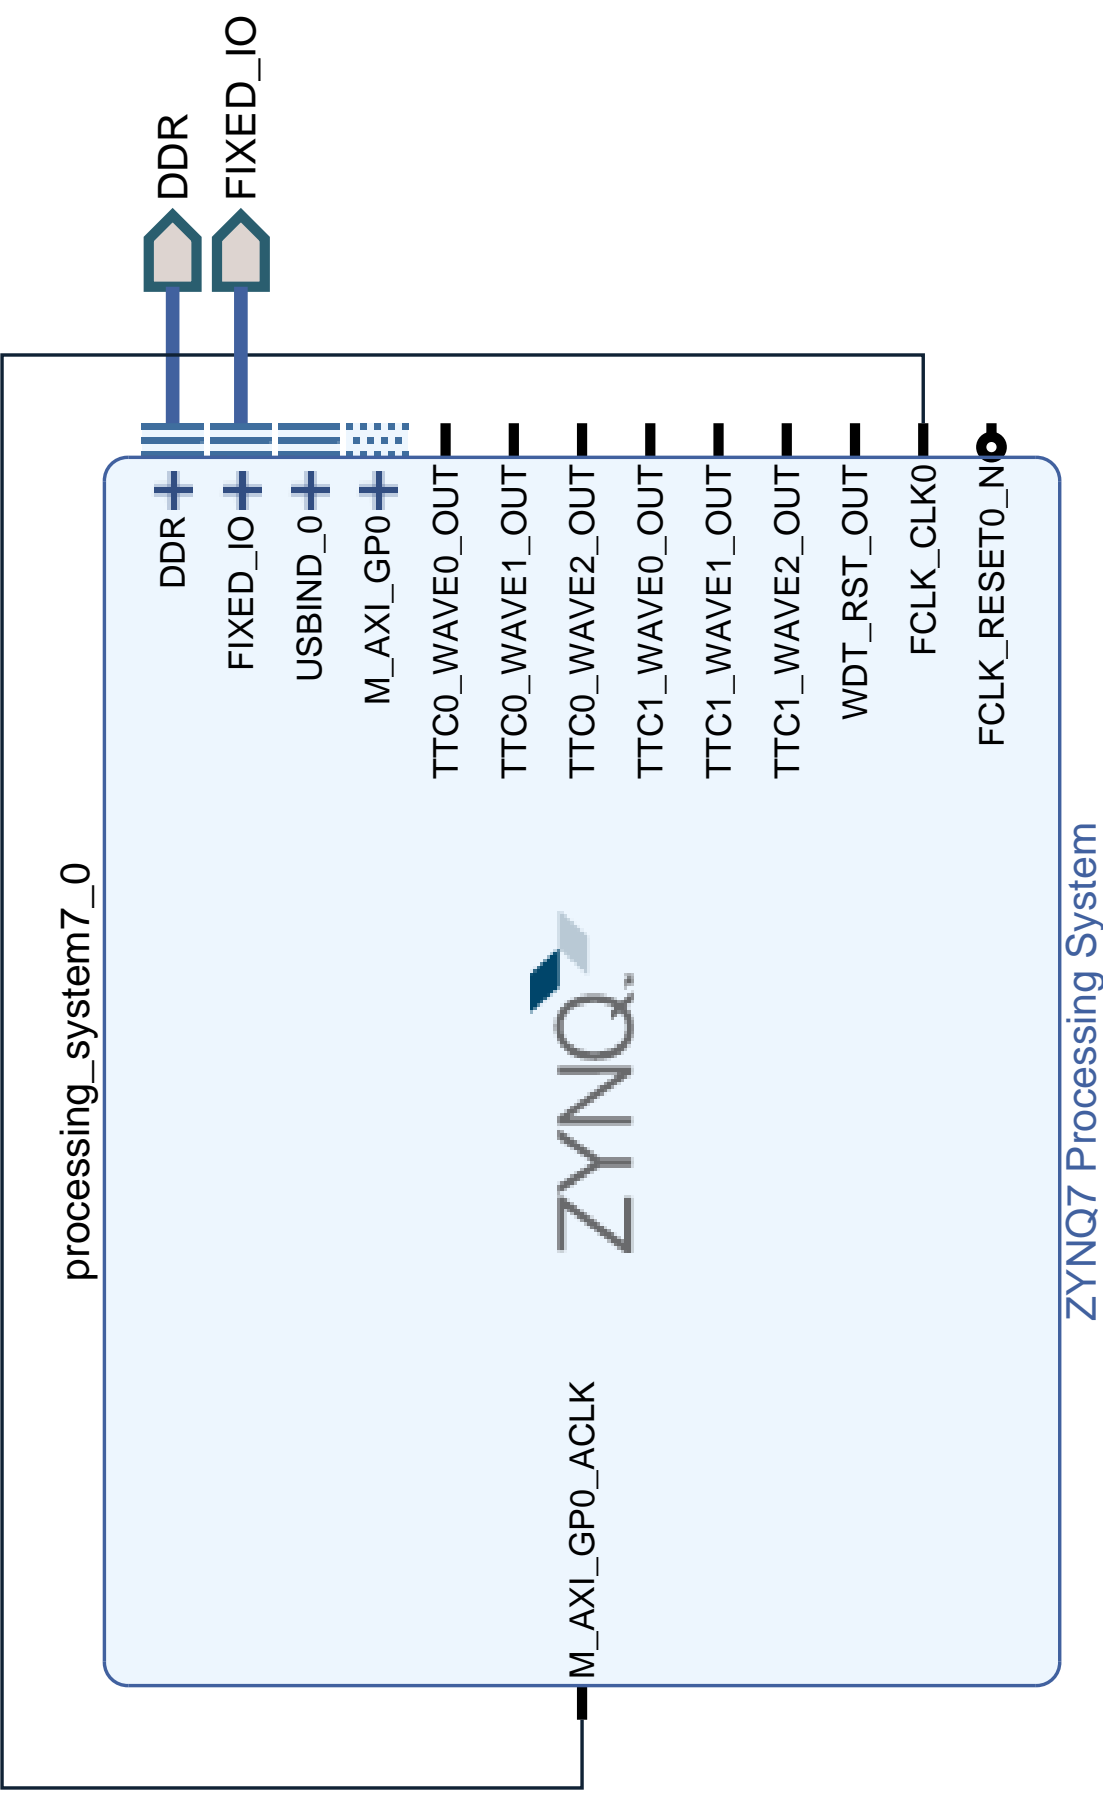 processing_system7_0
DDR
FIXED_IO
USBIND_0
M_AXI_GP0
TTC0_WAVE0_OUT
TTC0_WAVE1_OUT
TTC0_WAVE2_OUT
TTC1_WAVE0_OUT
TTC1_WAVE1_OUT
TTC1_WAVE2_OUT
WDT_RST_OUT
FCLK_CLK0
FCLK_RESET0_N
M_AXI_GP0_ACLK
ZYNQ
ZYNQ7 Processing System
DDR
FIXED_IO